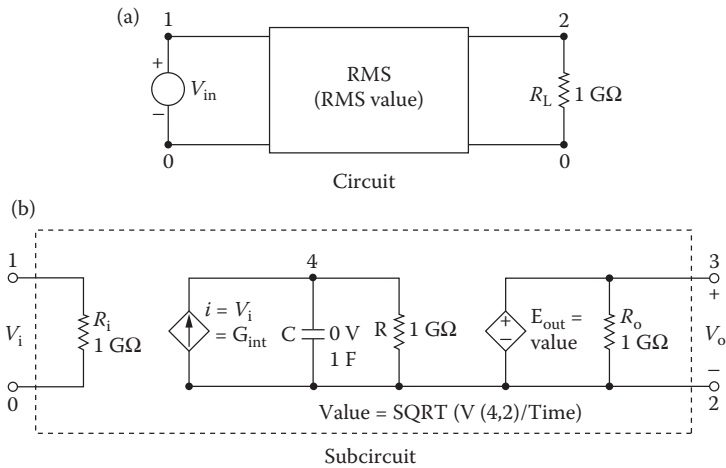 (a)
1
2
+
V_in
−
RMS
(RMS value)
R_L
1 GΩ
0
0
Circuit
(b)
1
4
3
V_i
R_i
1 GΩ
i = V_i
= G_int
C
0 V
1 F
R
1 GΩ
+
−
E_out =
value
R_o
1 GΩ
+
V_o
−
0
2
Value = SQRT (V (4,2)/Time)
Subcircuit